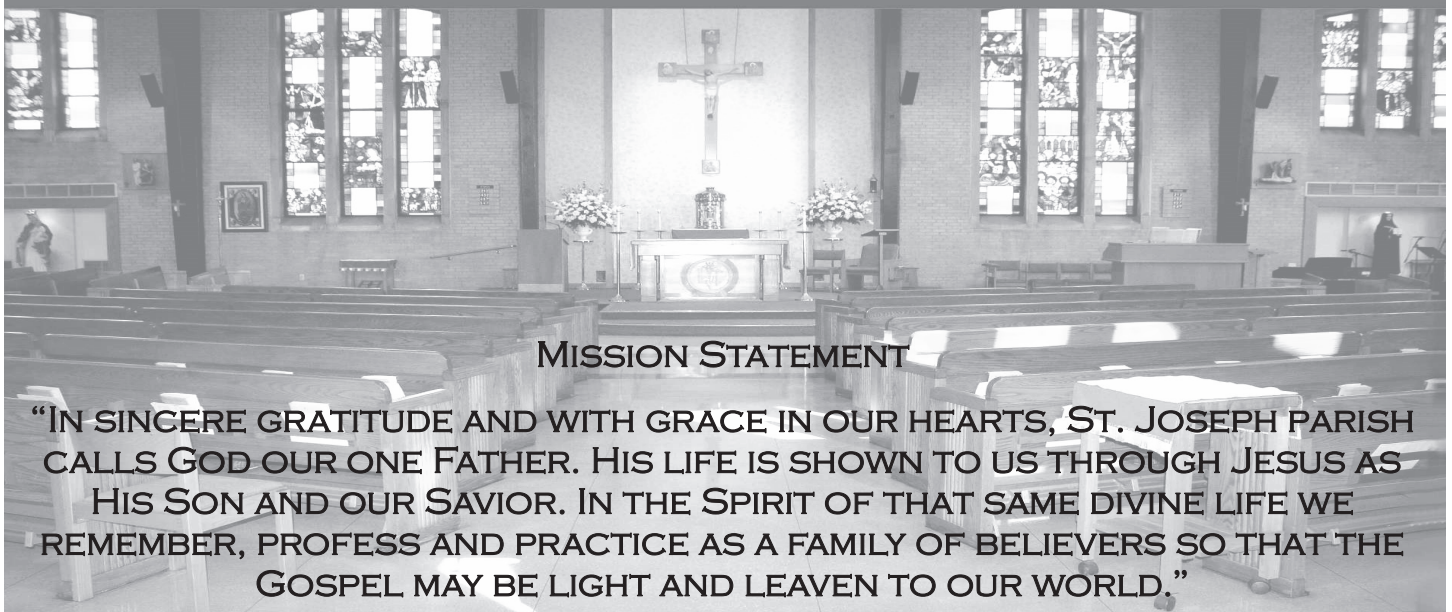 Mission Statement
“In sincere gratitude and with grace in our hearts, St. Joseph parish
calls God our one Father. His life is shown to us through Jesus as
His Son and our Savior. In the Spirit of that same divine life we
remember, profess and practice as a family of believers so that the
Gospel may be light and leaven to our world.”